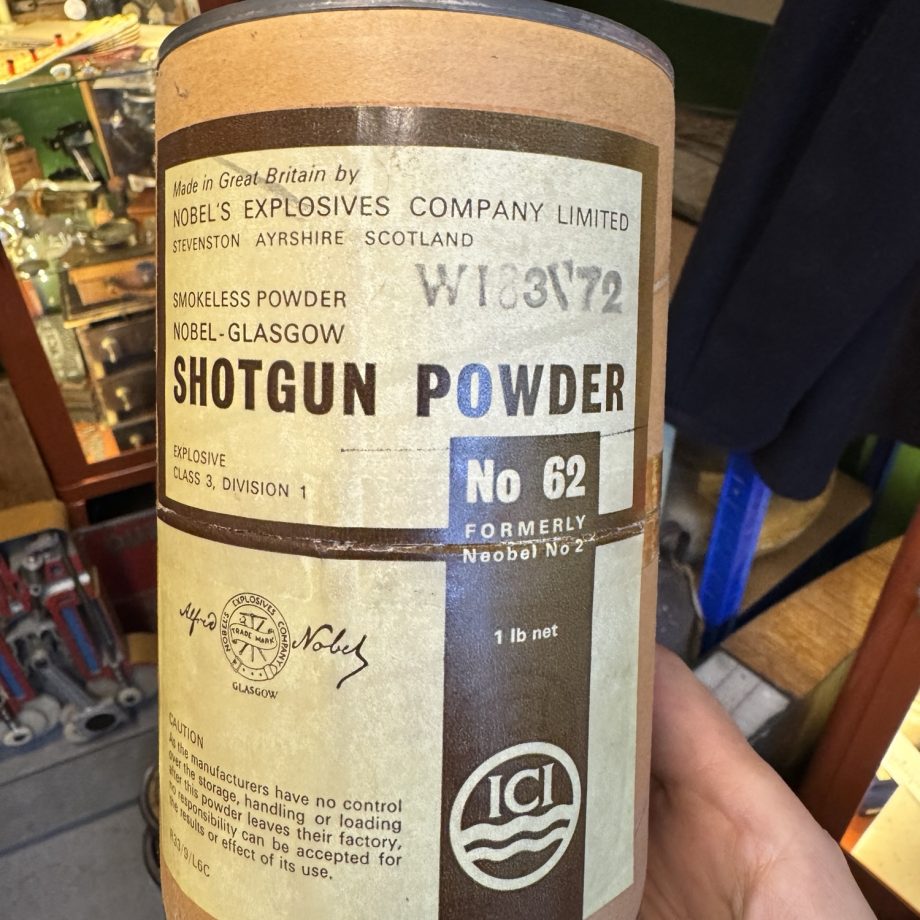 Made in Great Britain by
NOBEL'S EXPLOSIVES COMPANY LIMITED
STEVENSTON AYRSHIRE SCOTLAND
SMOKELESS POWDER
NOBEL-GLASGOW
SHOTGUN POWDER
EXPLOSIVE
CLASS 3, DIVISION 1
No 62
FORMERLY
Neobel No 2
1 lb net
Alfred Nobel
NOBEL'S EXPLOSIVES COMPANY
TRADE MARK
GLASGOW
CAUTION
As the manufacturers have no control
over the storage, handling or loading
after this powder leaves their factory,
no responsibility can be accepted for
the results or effect of its use.
ICI